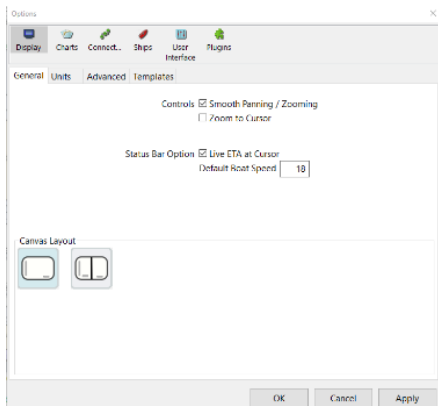 Options
Display Charts Connect... Ships User Interface Plugins
General Units Advanced Templates
Controls Smooth Panning / Zooming
Zoom to Cursor
Status Bar Option Live ETA at Cursor
Default Boat Speed 18
Canvas Layout
OK Cancel Apply